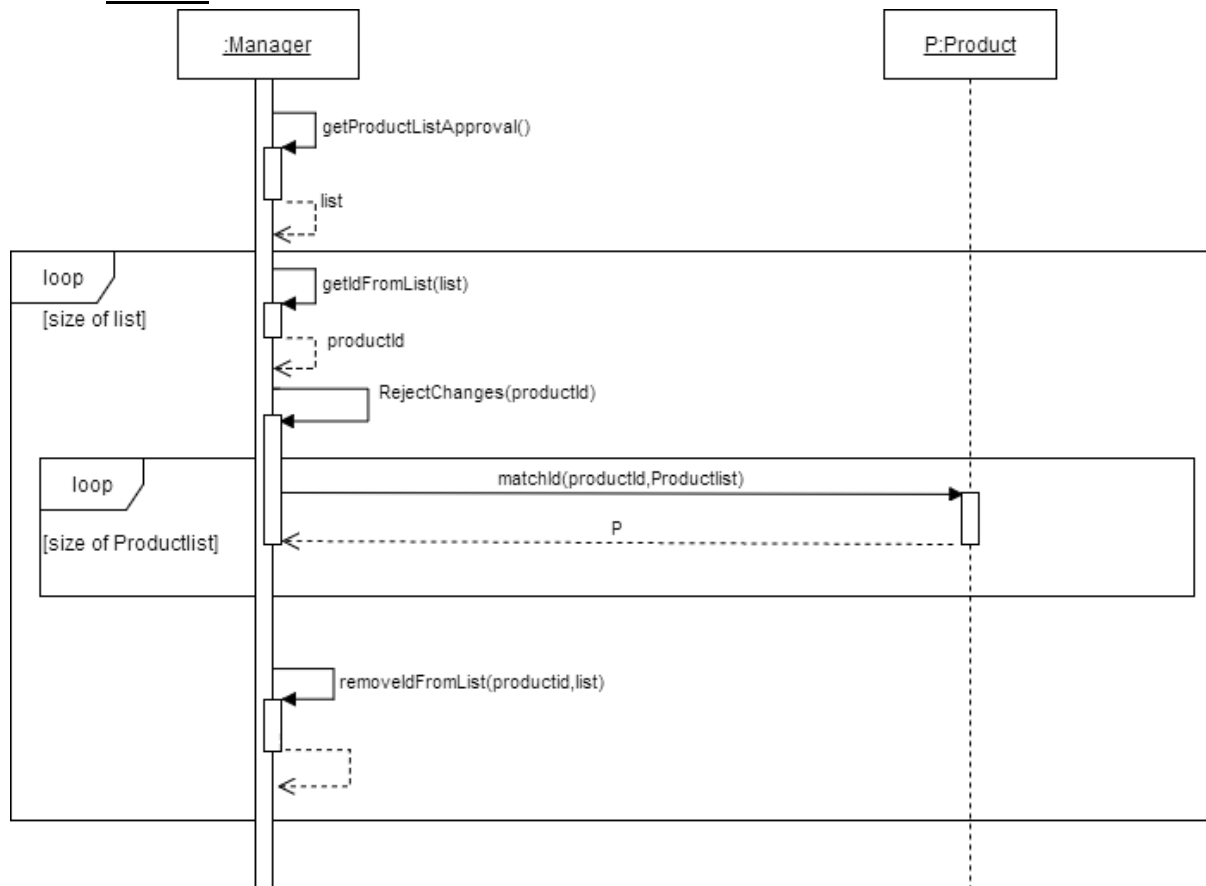 :Manager
P:Product
getProductListApproval()
list
loop
[size of list]
getIdFromList(list)
productId
RejectChanges(productId)
loop
[size of Productlist]
matchId(productId,Productlist)
P
removeIdFromList(productid,list)